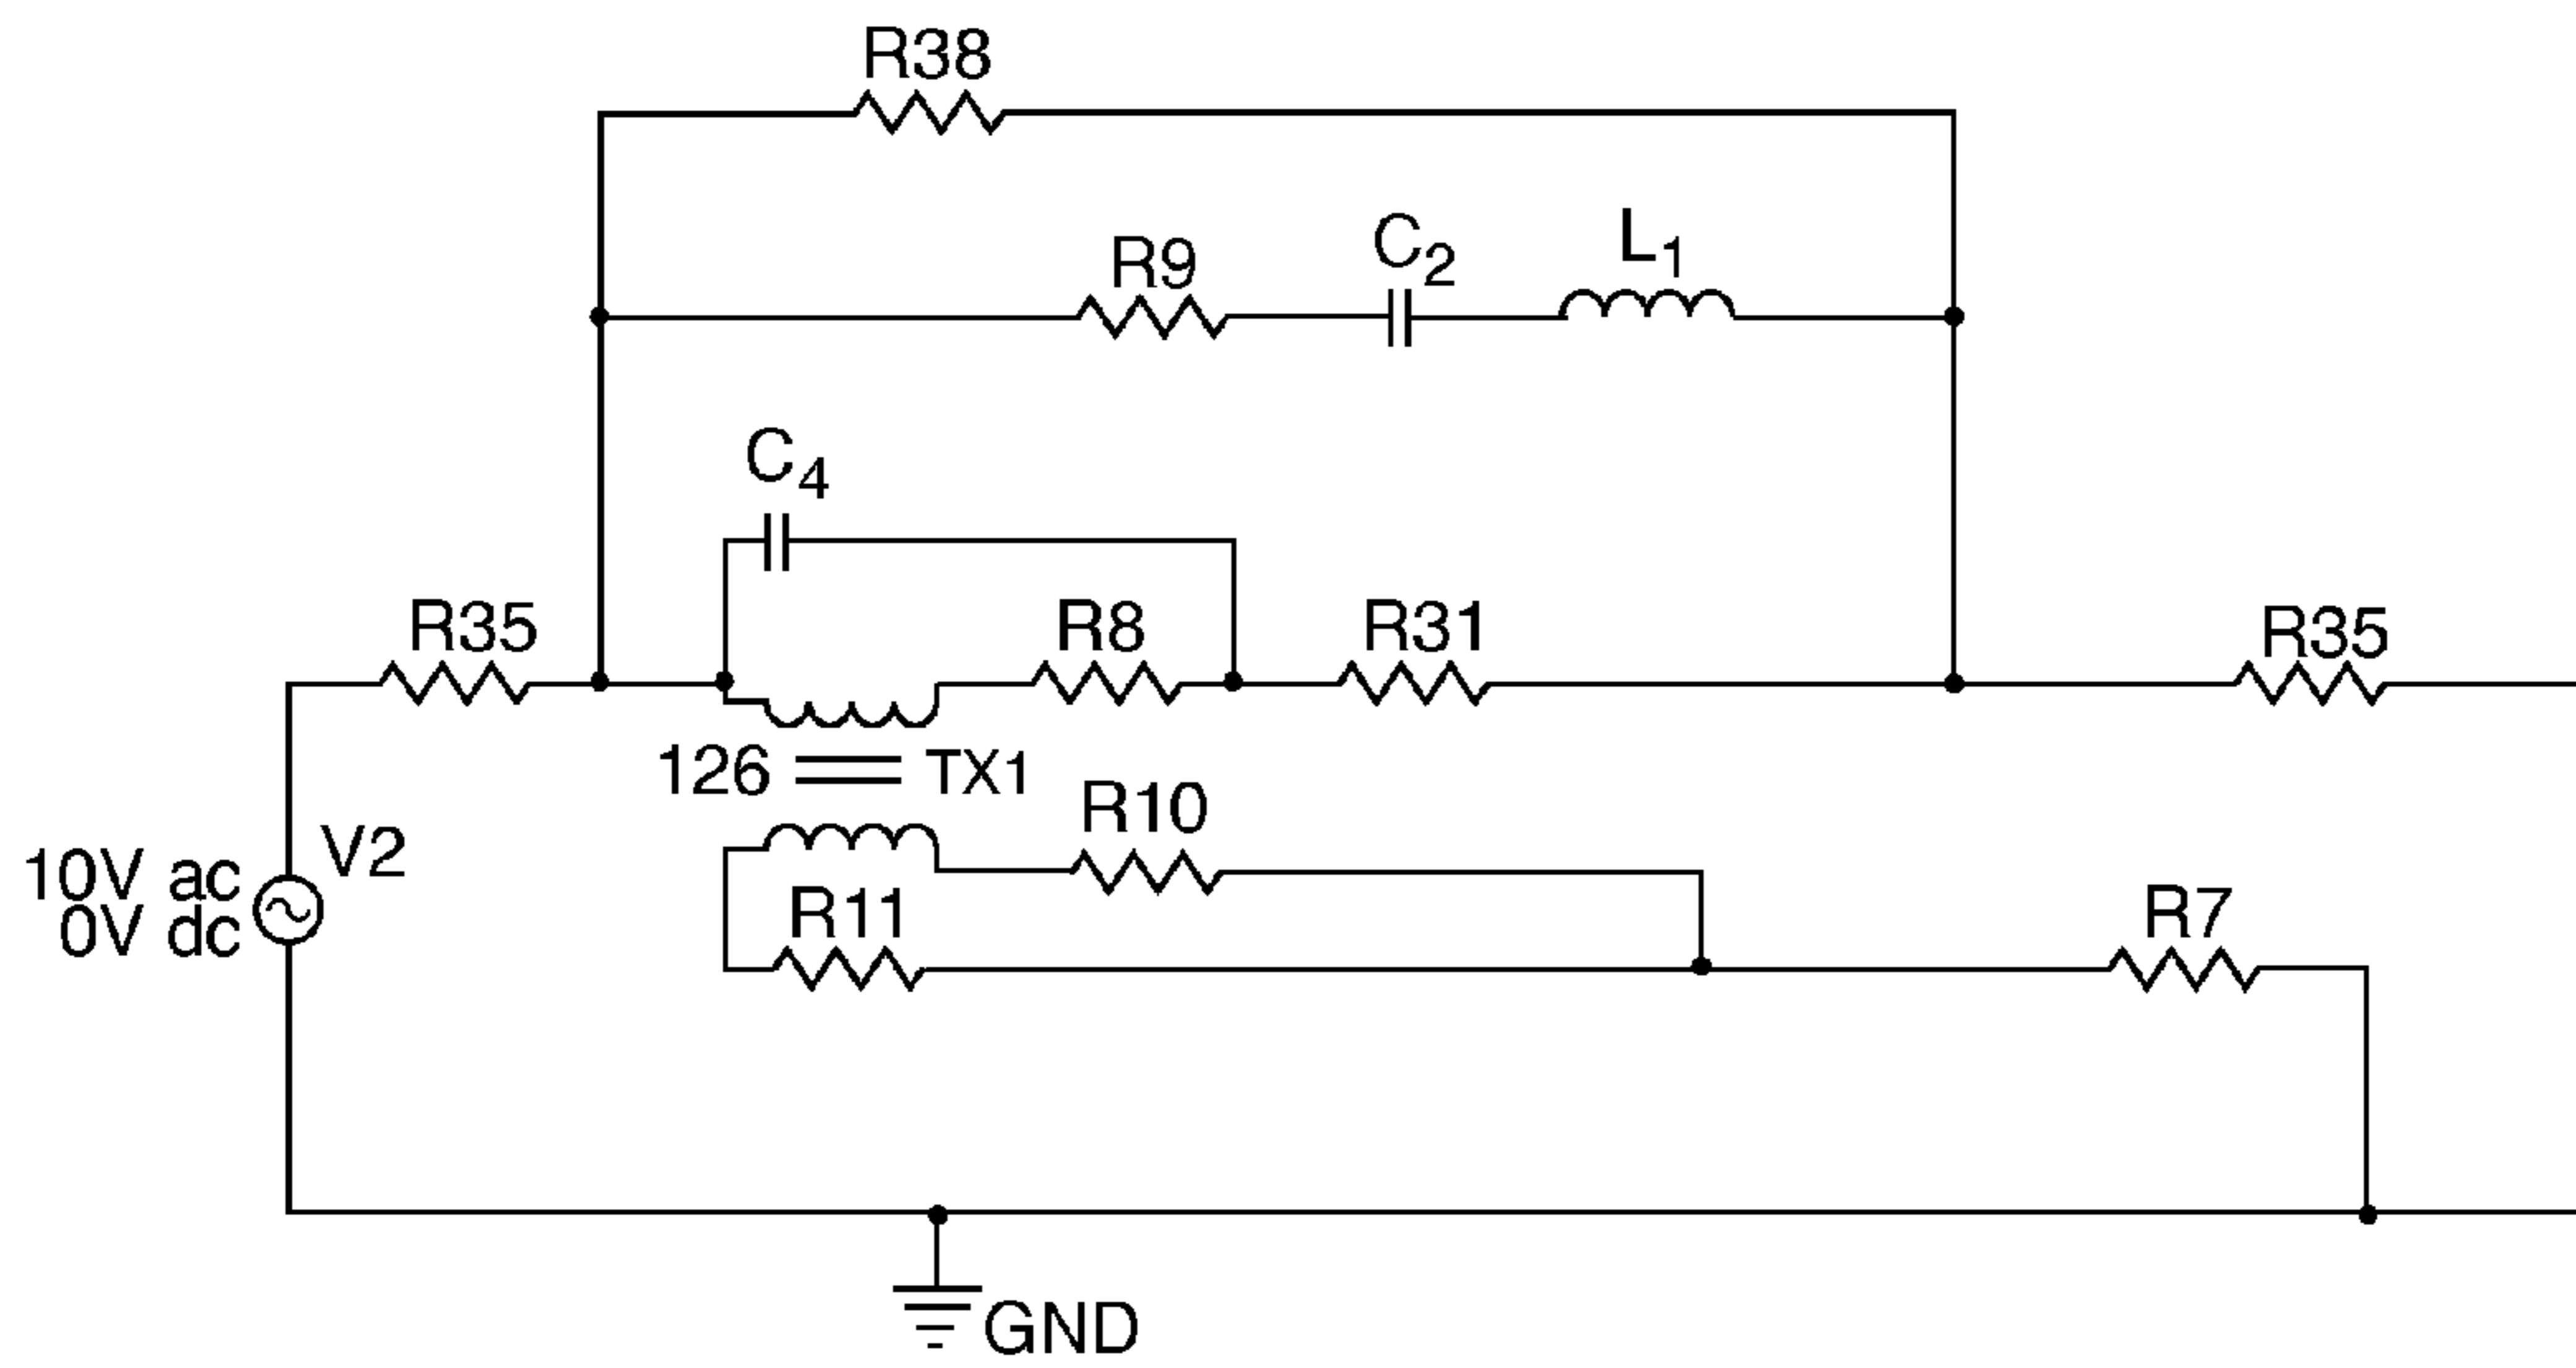 R38
R9
C2
L1
C4
R35
R8
R31
R35
126
TX1
R10
V2
10V ac
0V dc
R11
R7
GND